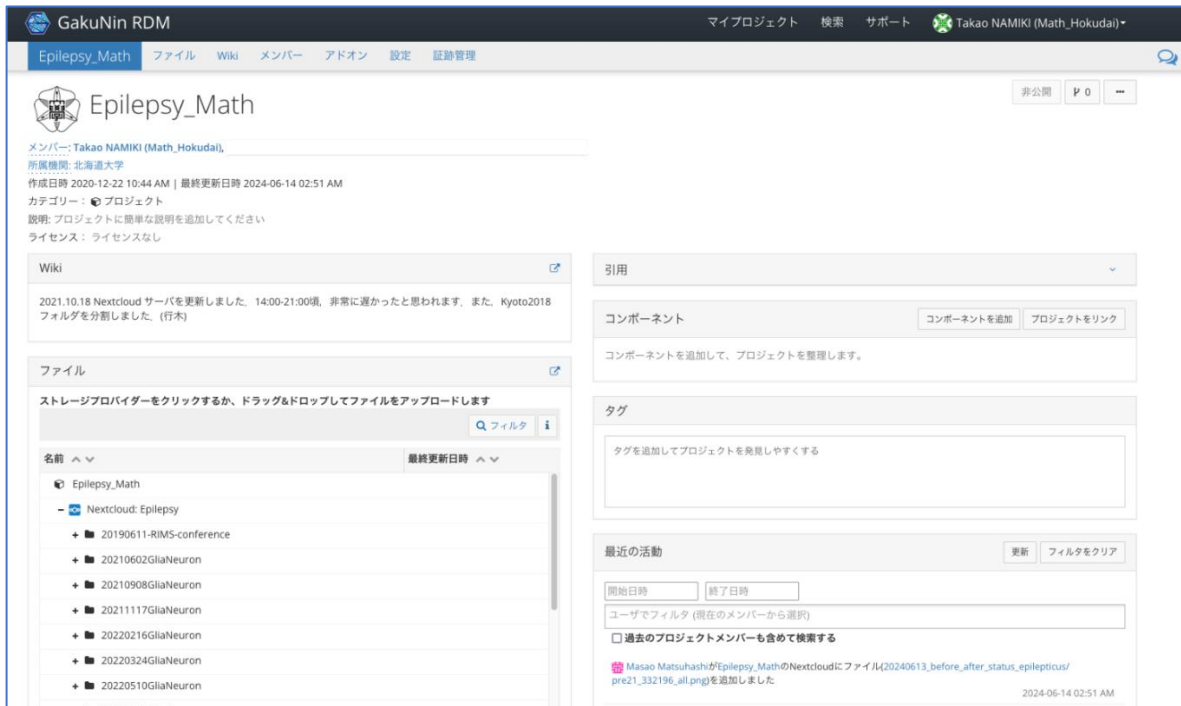 GakuNin RDM
マイプロジェクト 検索 サポート Takao NAMIKI (Math_Hokudai)
Epilepsy_Math ファイル Wiki メンバー アドオン 設定 証跡管理
Epilepsy_Math
非公開 0 ···
メンバー: Takao NAMIKI (Math_Hokudai),
所属機関: 北海道大学
作成日時 2020-12-22 10:44 AM | 最終更新日時 2024-06-14 02:51 AM
カテゴリー： プロジェクト
説明: プロジェクトに簡単な説明を追加してください
ライセンス： ライセンスなし
Wiki
2021.10.18 Nextcloud サーバを更新しました．14:00-21:00頃，非常に遅かったと思われます．また，Kyoto2018
フォルダを分割しました．(行木)
ファイル
ストレージプロバイダーをクリックするか、ドラッグ&ドロップしてファイルをアップロードします
フィルタ i
名前 最終更新日時
Epilepsy_Math
Nextcloud: Epilepsy
20190611-RIMS-conference
20210602GliaNeuron
20210908GliaNeuron
20211117GliaNeuron
20220216GliaNeuron
20220324GliaNeuron
20220510GliaNeuron
引用
コンポーネント コンポーネントを追加 プロジェクトをリンク
コンポーネントを追加して、プロジェクトを整理します。
タグ
タグを追加してプロジェクトを発見しやすくする
最近の活動 更新 フィルタをクリア
開始日時 終了日時
ユーザでフィルタ (現在のメンバーから選択)
過去のプロジェクトメンバーも含めて検索する
Masao MatsuhashiがEpilepsy_MathのNextcloudにファイル(20240613_before_after_status_epilepticus/
pre21_332196_all.png)を追加しました
2024-06-14 02:51 AM